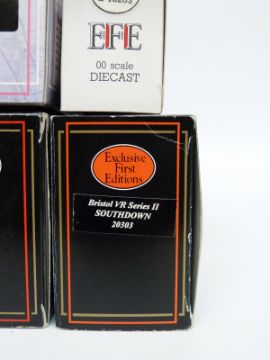 EFE
00 scale
DIECAST
Exclusive
First
Editions
Bristol VR Series II
SOUTHDOWN
20303